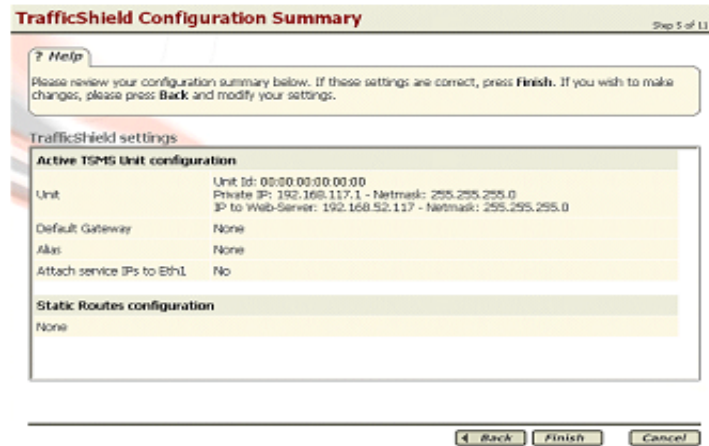 TrafficShield Configuration Summary
Step 5 of 11
? Help
Please review your configuration summary below. If these settings are correct, press Finish. If you wish to make
changes, please press Back and modify your settings.
TrafficShield settings
Active TSMS Unit configuration
Unit
Unit Id: 00:00:00:00:00:00
Private IP: 192.168.117.1 - Netmask: 255.255.255.0
IP to Web-Server: 192.168.52.117 - Netmask: 255.255.255.0
Default Gateway None
Alias None
Attach service IPs to Eth1 No
Static Routes configuration
None
Back Finish Cancel